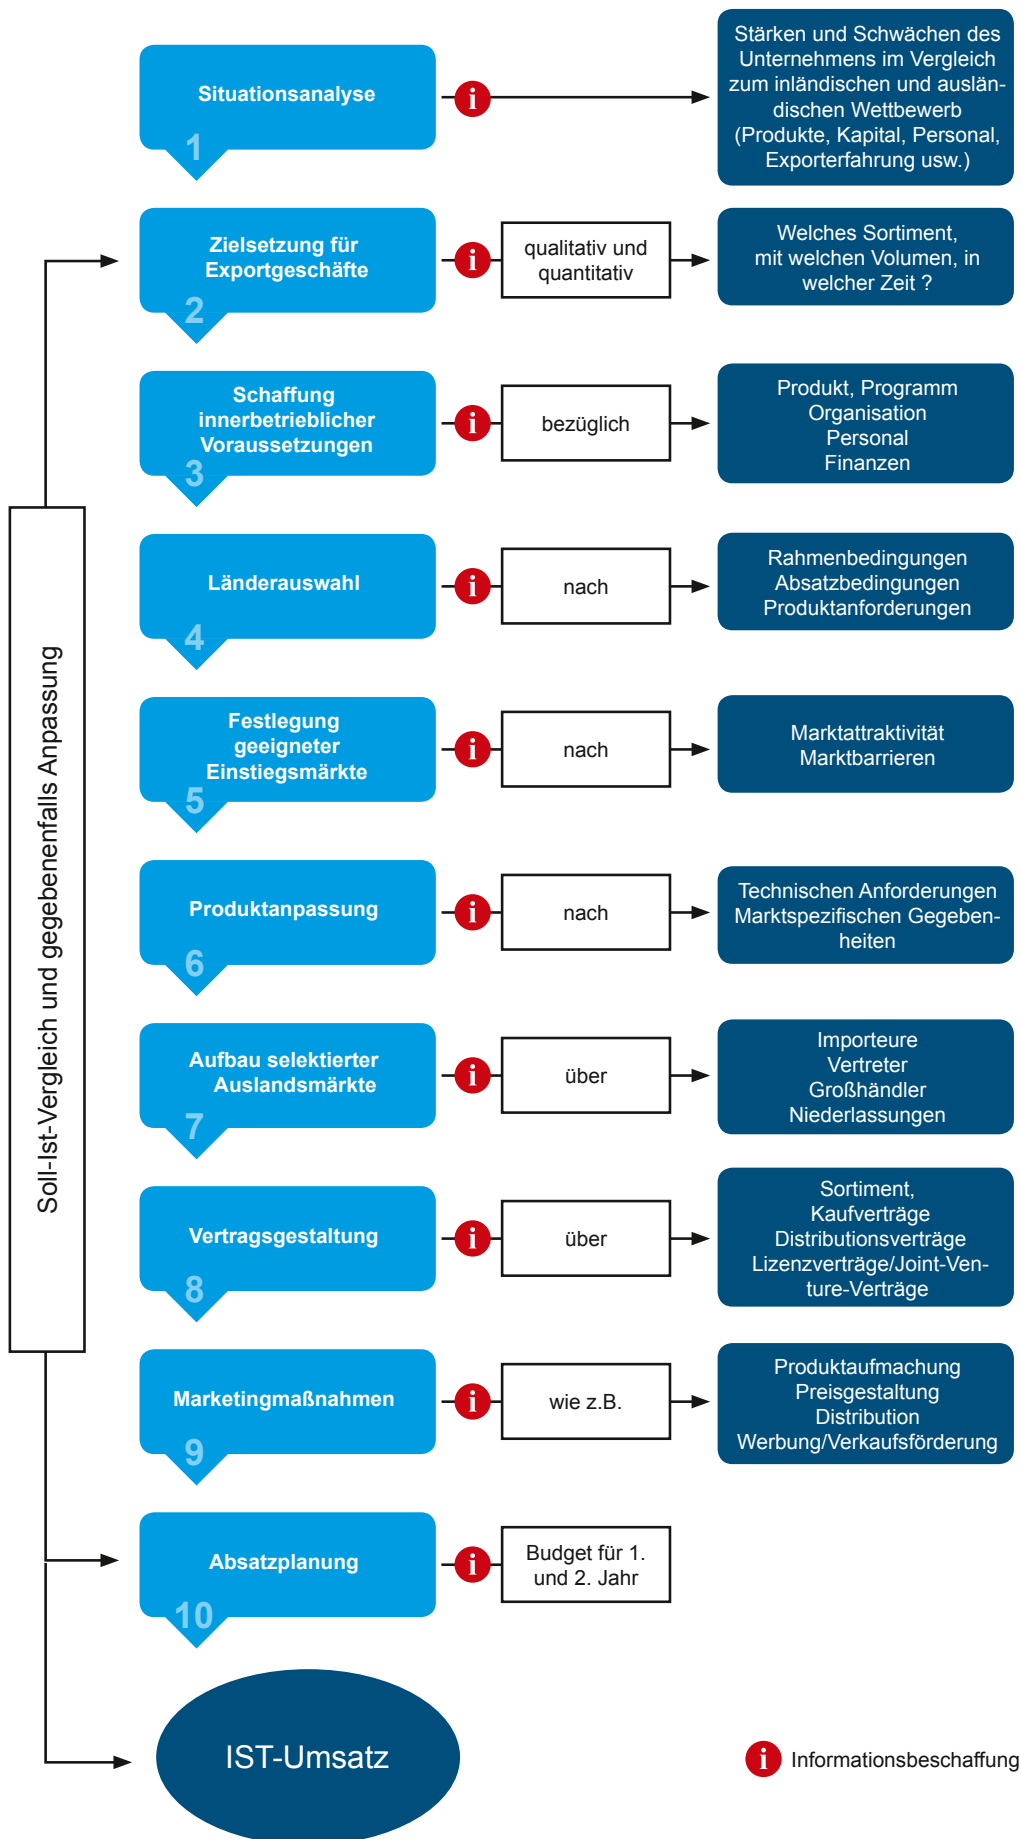 Situationsanalyse
1
i
Stärken und Schwächen des
Unternehmens im Vergleich
zum inländischen und auslän-
dischen Wettbewerb
(Produkte, Kapital, Personal,
Exporterfahrung usw.)
Zielsetzung für
Exportgeschäfte
2
i
qualitativ und
quantitativ
Welches Sortiment,
mit welchen Volumen, in
welcher Zeit ?
Schaffung
innerbetrieblicher
Voraussetzungen
3
i
bezüglich
Produkt, Programm
Organisation
Personal
Finanzen
Länderauswahl
4
i
nach
Rahmenbedingungen
Absatzbedingungen
Produktanforderungen
Festlegung
geeigneter
Einstiegsmärkte
5
i
nach
Marktattraktivität
Marktbarrieren
Produktanpassung
6
i
nach
Technischen Anforderungen
Marktspezifischen Gegeben-
heiten
Aufbau selektierter
Auslandsmärkte
7
i
über
Importeure
Vertreter
Großhändler
Niederlassungen
Vertragsgestaltung
8
i
über
Sortiment,
Kaufverträge
Distributionsverträge
Lizenzverträge/Joint-Ven-
ture-Verträge
Marketingmaßnahmen
9
i
wie z.B.
Produktaufmachung
Preisgestaltung
Distribution
Werbung/Verkaufsförderung
Absatzplanung
10
i
Budget für 1.
und 2. Jahr
Soll-Ist-Vergleich und gegebenenfalls Anpassung
IST-Umsatz
i Informationsbeschaffung